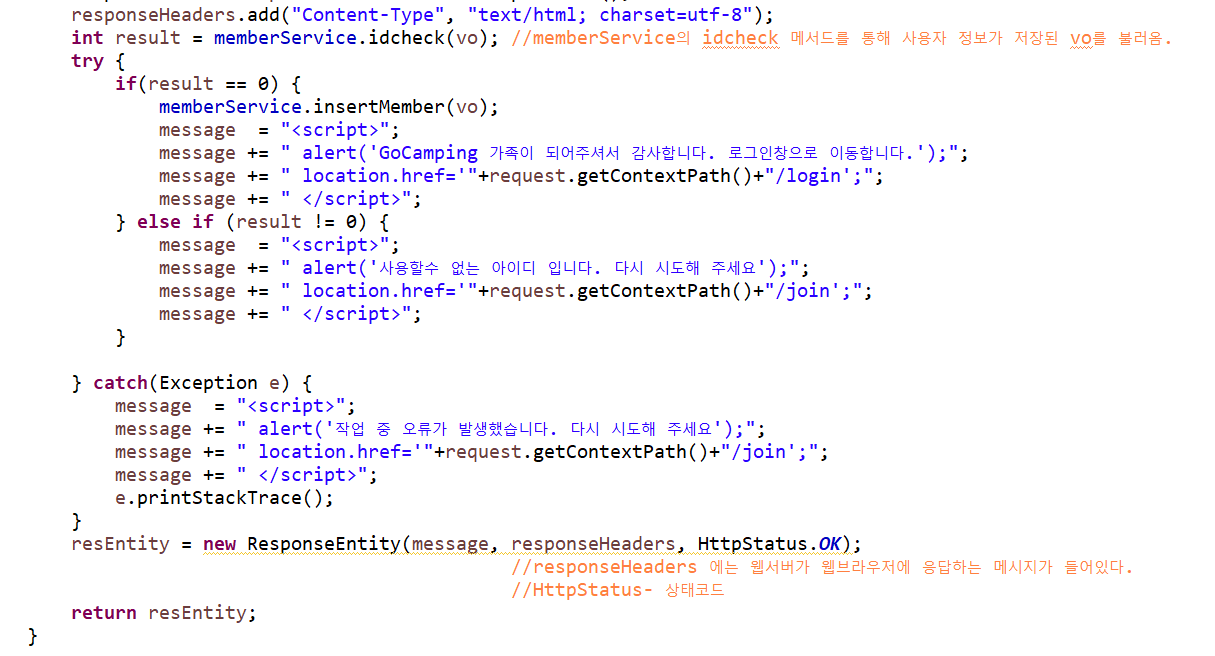 responseHeaders.add("Content-Type", "text/html; charset=utf-8");
int result = memberService.idcheck(vo); //memberService의 idcheck 메서드를 통해 사용자 정보가 저장된 vo를 불러옴.
try {
if(result == 0) {
memberService.insertMember(vo);
message  = "<script>";
message += " alert('GoCamping 가족이 되어주셔서 감사합니다. 로그인창으로 이동합니다.');";
message += " location.href='"+request.getContextPath()+"/login';";
message += " </script>";
} else if (result != 0) {
message  = "<script>";
message += " alert('사용할수 없는 아이디 입니다. 다시 시도해 주세요');";
message += " location.href='"+request.getContextPath()+"/join';";
message += " </script>";
}
} catch(Exception e) {
message  = "<script>";
message += " alert('작업 중 오류가 발생했습니다. 다시 시도해 주세요');";
message += " location.href='"+request.getContextPath()+"/join';";
message += " </script>";
e.printStackTrace();
}
resEntity = new ResponseEntity(message, responseHeaders, HttpStatus.OK);
//responseHeaders 에는 웹서버가 웹브라우저에 응답하는 메시지가 들어있다.
//HttpStatus- 상태코드
return resEntity;
}